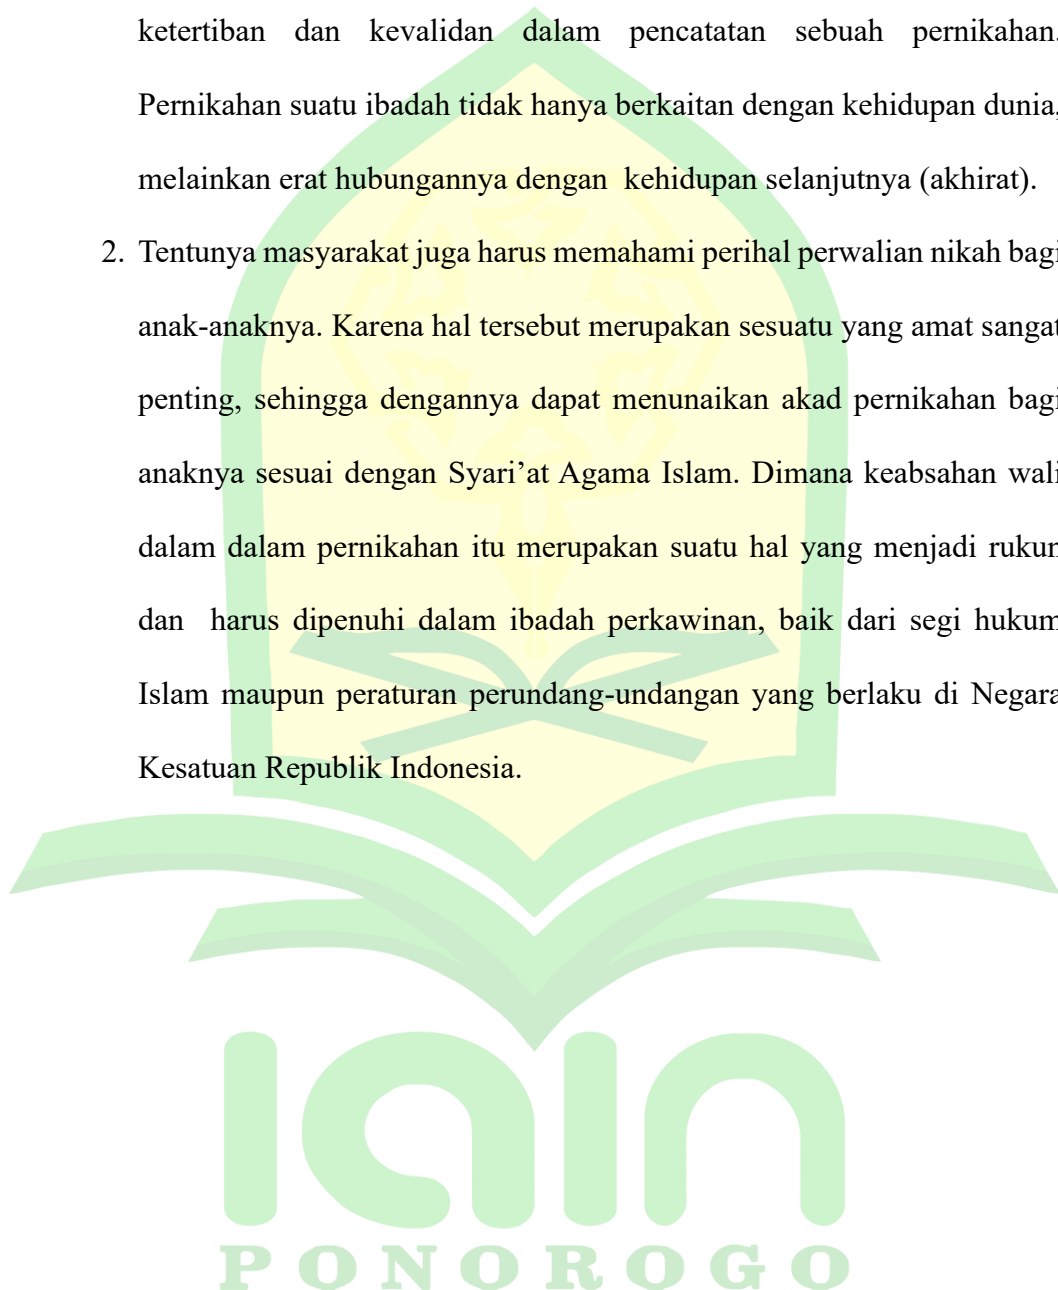 ketertiban dan kevalidan dalam pencatatan sebuah pernikahan.
Pernikahan suatu ibadah tidak hanya berkaitan dengan kehidupan dunia,
melainkan erat hubungannya dengan kehidupan selanjutnya (akhirat).
2. Tentunya masyarakat juga harus memahami perihal perwalian nikah bagi
anak-anaknya. Karena hal tersebut merupakan sesuatu yang amat sangat
penting, sehingga dengannya dapat menunaikan akad pernikahan bagi
anaknya sesuai dengan Syari’at Agama Islam. Dimana keabsahan wali
dalam dalam pernikahan itu merupakan suatu hal yang menjadi rukun
dan harus dipenuhi dalam ibadah perkawinan, baik dari segi hukum
Islam maupun peraturan perundang-undangan yang berlaku di Negara
Kesatuan Republik Indonesia.
IAIN
PONOROGO